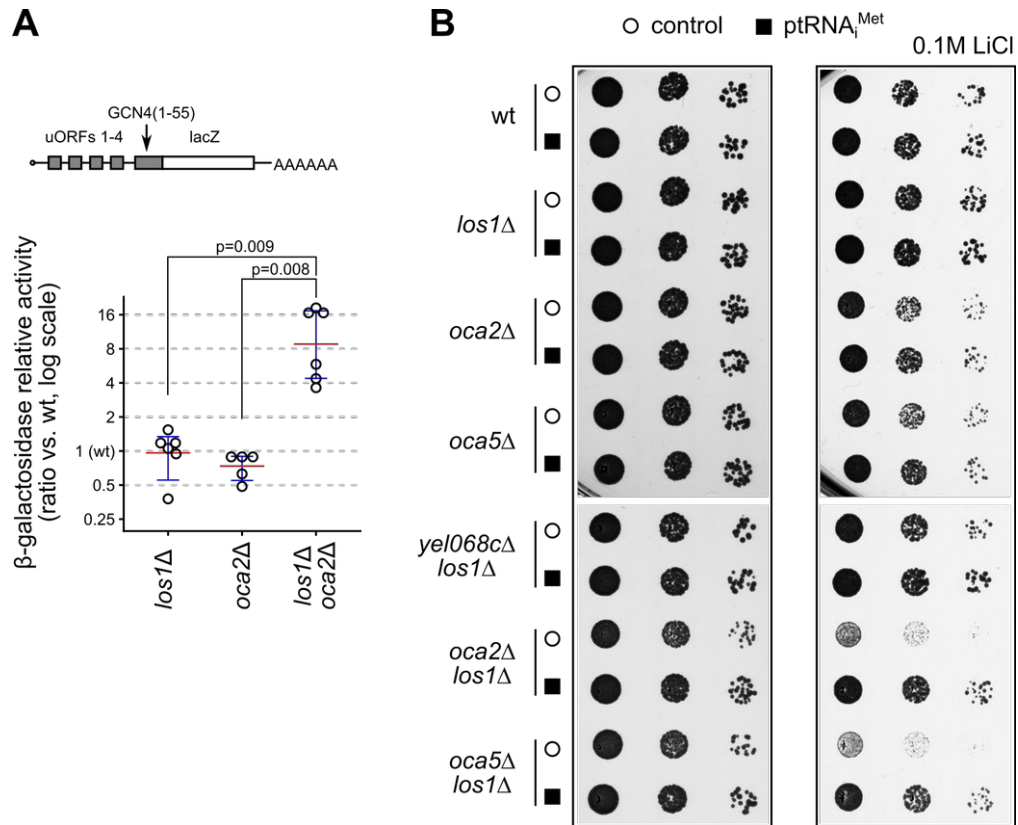 A
GCN4(1-55)
uORFs 1-4
lacZ
AAAAAA
p=0.009
p=0.008
β-galactosidase relative activity
(ratio vs. wt, log scale)
16
8
4
2
1 (wt)
0.5
0.25
los1Δ
oca2Δ
los1Δ
oca2Δ
B
control
ptRNAiMet
0.1M LiCl
wt
los1Δ
oca2Δ
oca5Δ
yel068cΔ
los1Δ
oca2Δ
los1Δ
oca5Δ
los1Δ